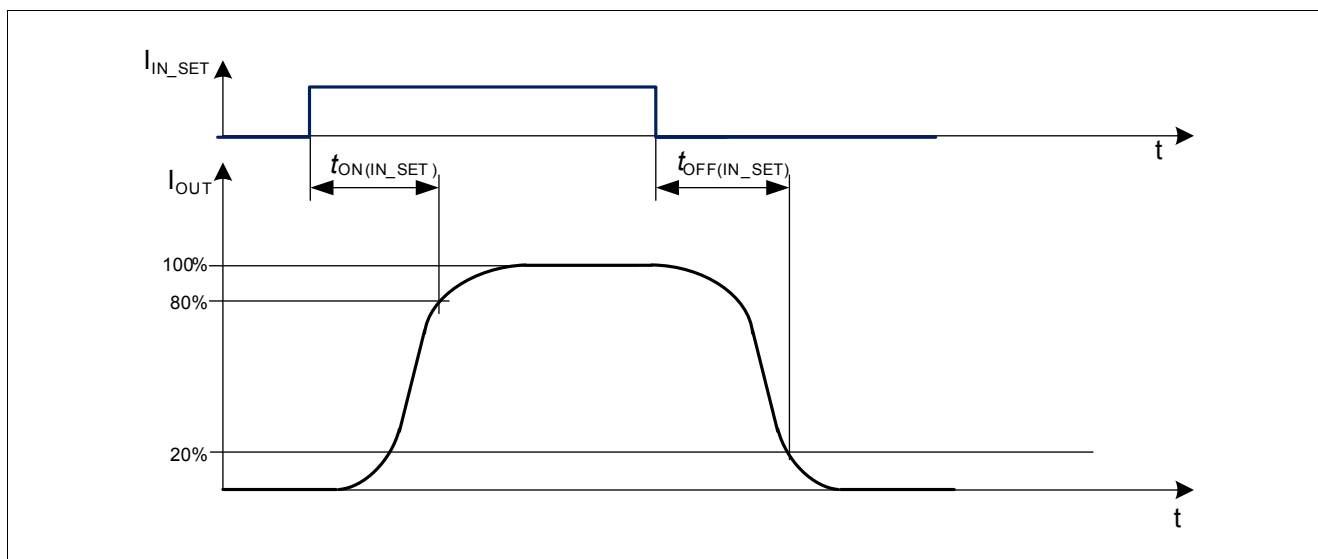 I_IN_SET
t
t_ON(IN_SET)
t_OFF(IN_SET)
I_OUT
100%
80%
20%
t